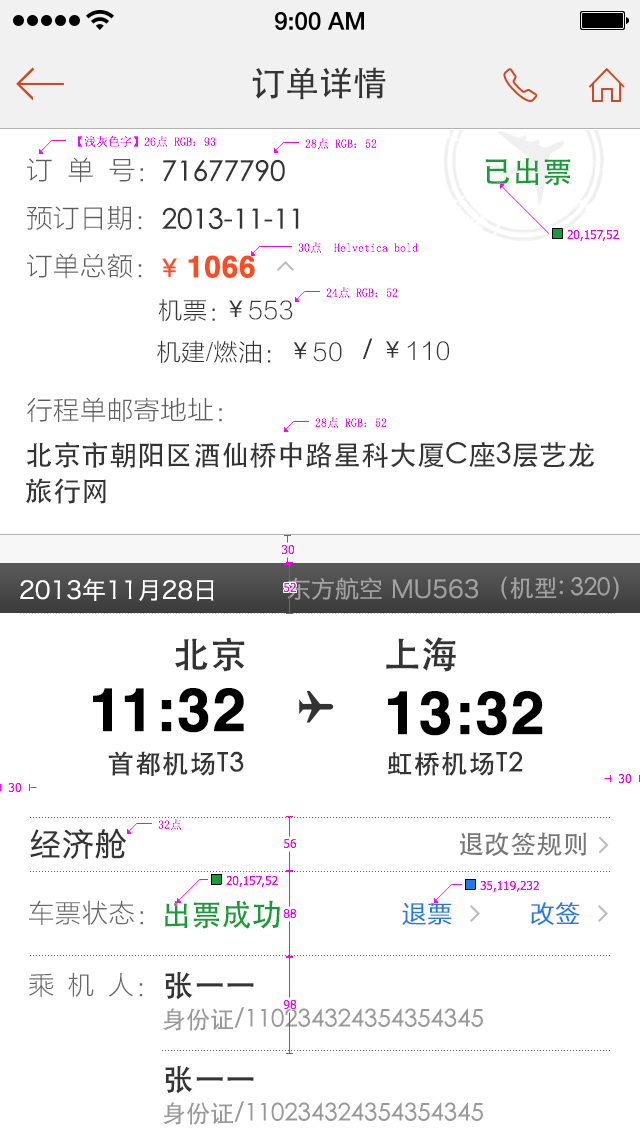 9:00 AM
订单详情
【浅灰色字】26点 RGB：93
28点 RGB：52
订 单 号：71677790
已出票
预订日期：2013-11-11
20,157,52
30点 Helvetica bold
订单总额：¥ 1066
24点 RGB：52
机票：¥553
机建/燃油：¥50 / ¥110
行程单邮寄地址：
28点 RGB：52
北京市朝阳区酒仙桥中路星科大厦C座3层艺龙
旅行网
30
2013年11月28日 52 东方航空 MU563 （机型：320）
北京 上海
11:32 13:32
首都机场T3 虹桥机场T2
30 30
32点
经济舱 56 退改签规则
20,157,52 35,119,232
车票状态：出票成功 88 退票 改签
乘 机 人：张一一
98
身份证/110234324354354345
张一一
身份证/110234324354354345